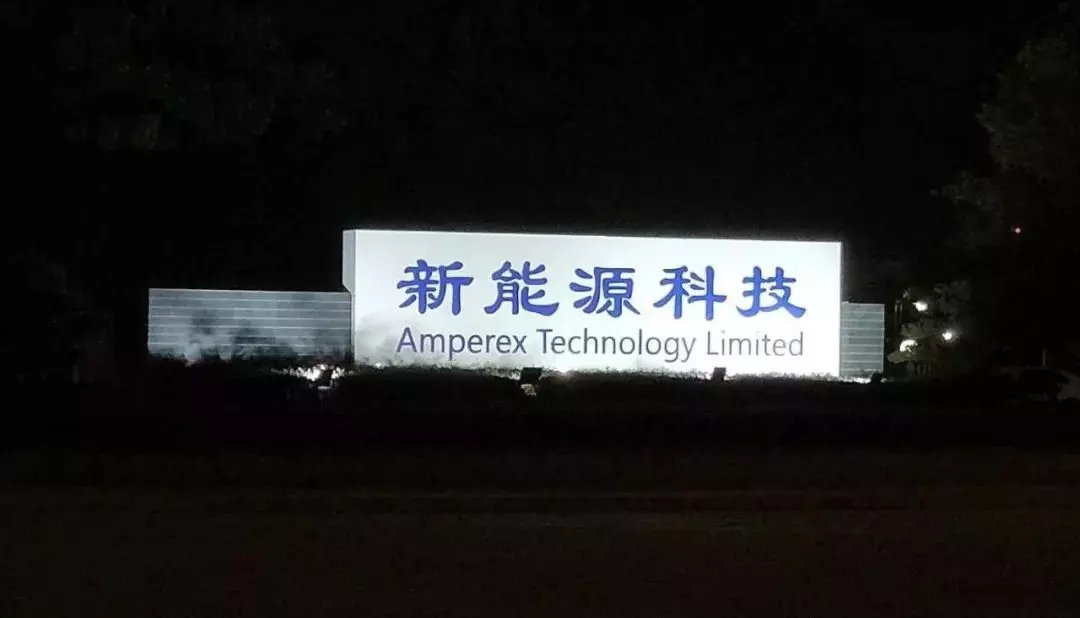 新能源科技
Amperex Technology Limited